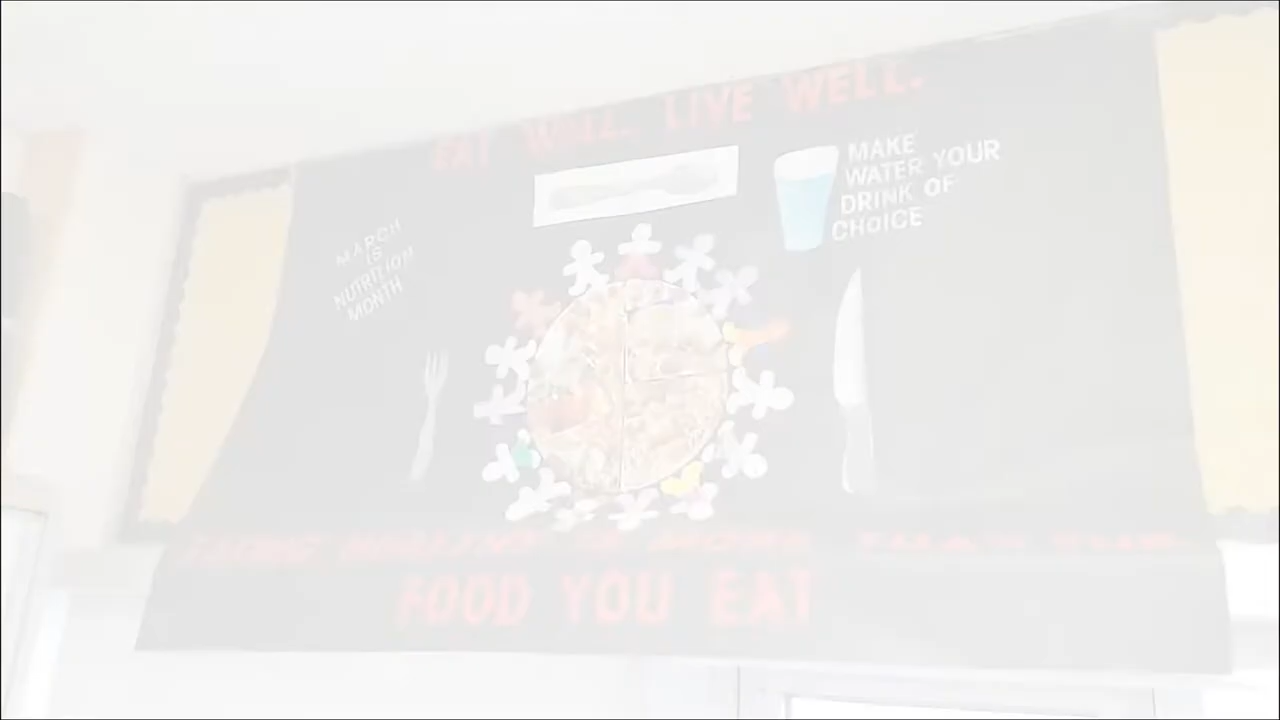 EAT WELL. LIVE WELL.
MAKE
WATER YOUR
DRINK OF
CHOICE
MARCH
IS
NUTRITION
MONTH
FOOD YOU EAT